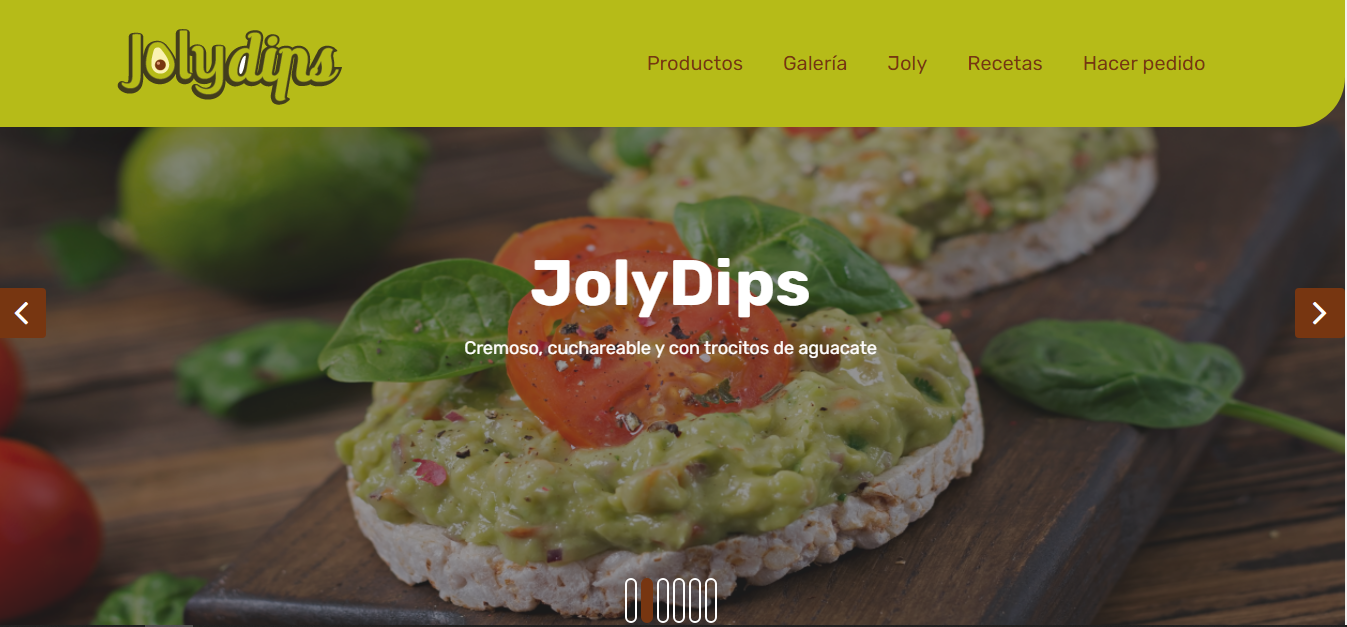 Jolydips
Productos Galería Joly Recetas Hacer pedido
JolyDips
Cremoso, cuchareable y con trocitos de aguacate